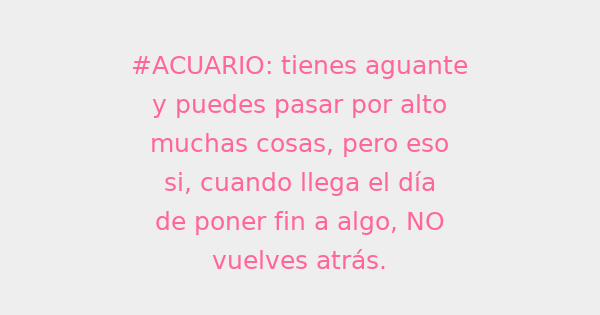 #ACUARIO: tienes aguante
y puedes pasar por alto
muchas cosas, pero eso
si, cuando llega el día
de poner fin a algo, NO
vuelves atrás.